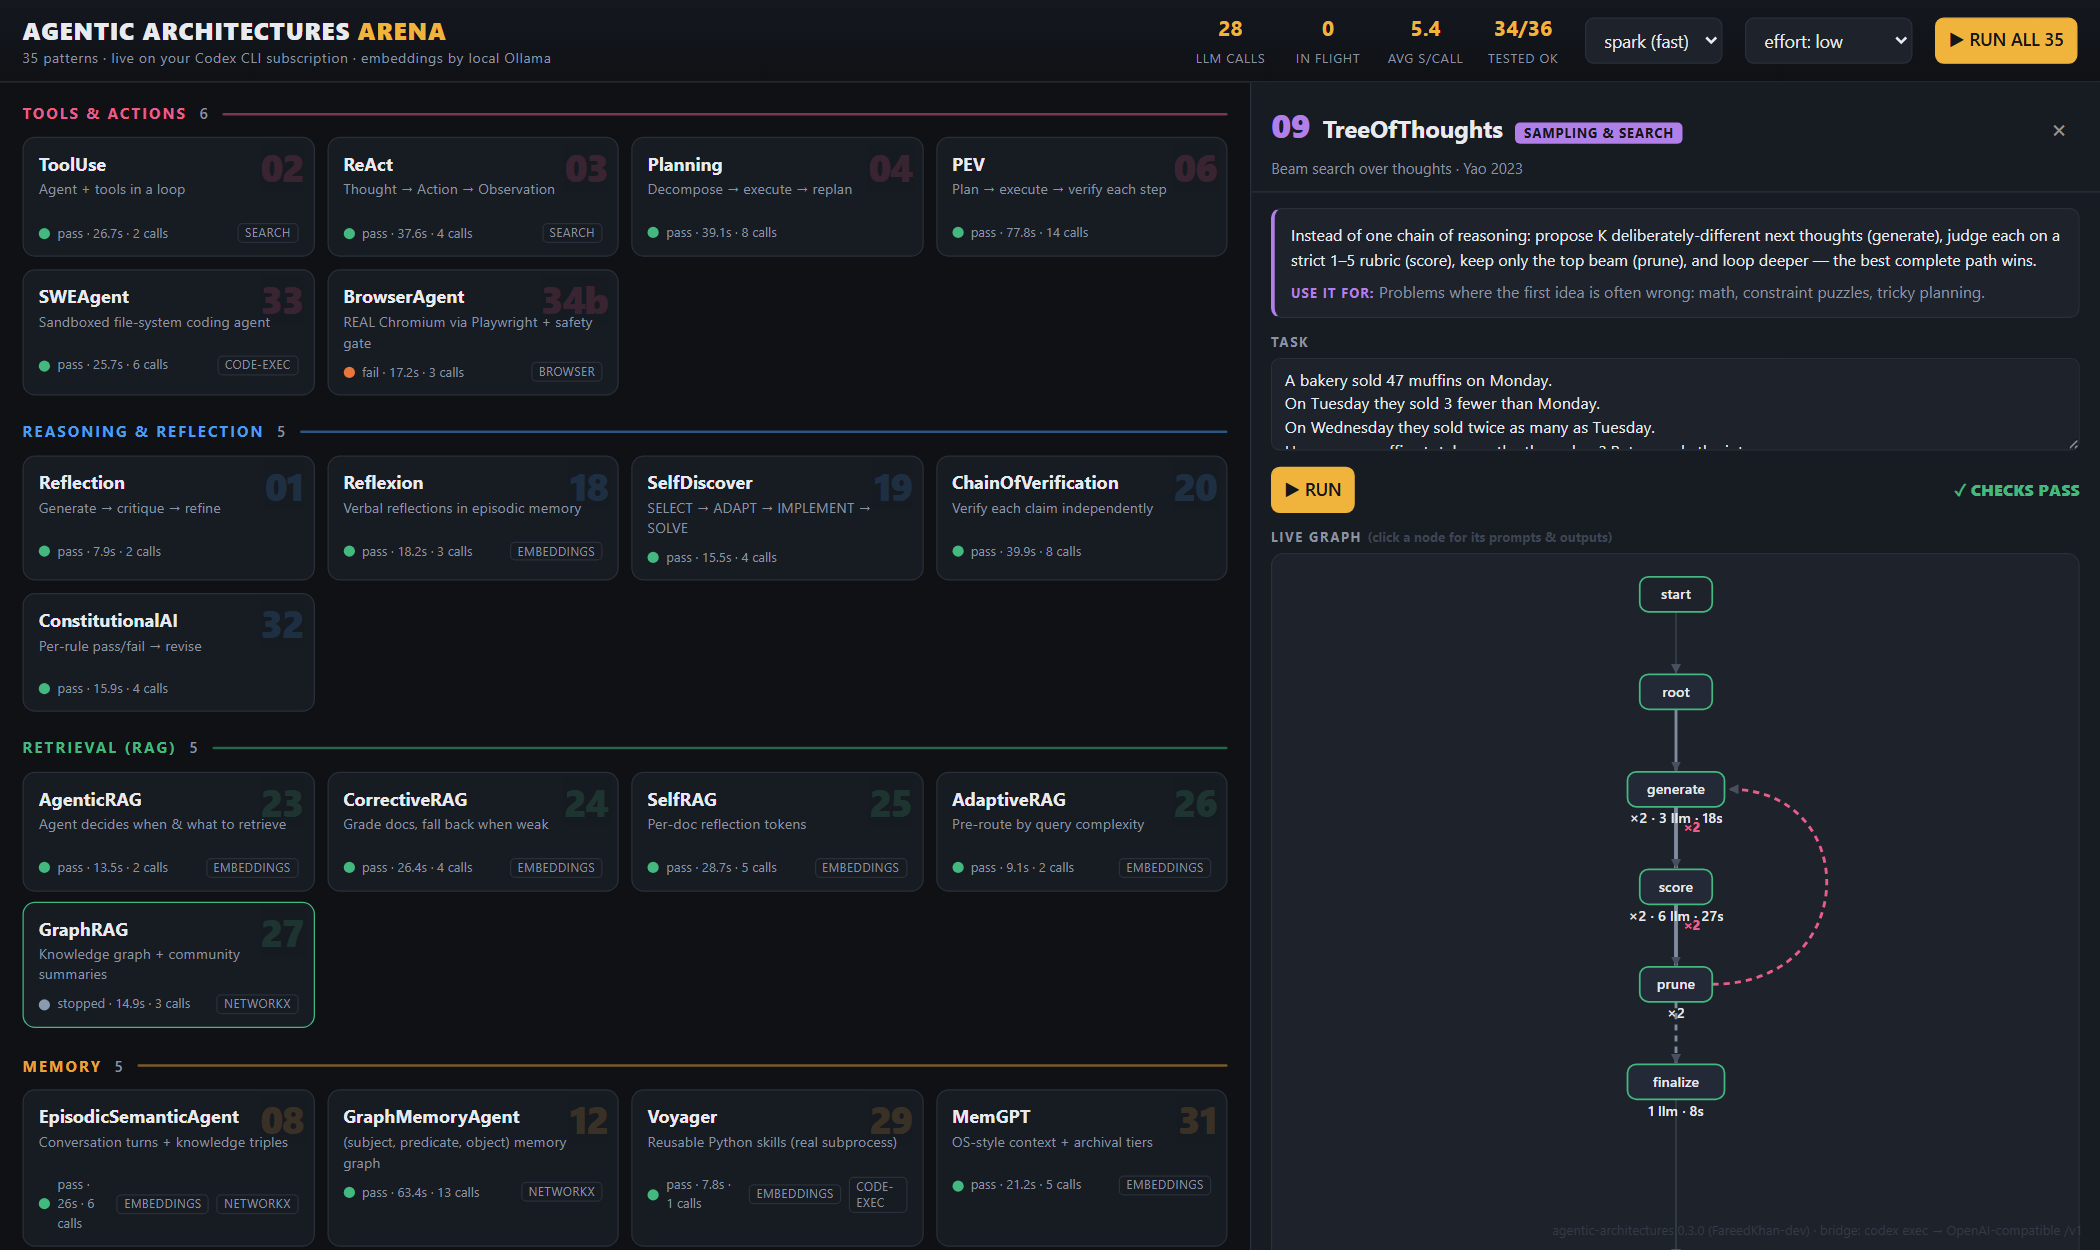 AGENTIC ARCHITECTURES ARENA
35 patterns · live on your Codex CLI subscription · embeddings by local Ollama
28
LLM CALLS
0
IN FLIGHT
5.4
AVG S/CALL
34/36
TESTED OK
spark (fast)
effort: low
▶ RUN ALL 35
TOOLS & ACTIONS 6
ToolUse 02
Agent + tools in a loop
pass · 26.7s · 2 calls SEARCH
ReAct 03
Thought → Action → Observation
pass · 37.6s · 4 calls SEARCH
Planning 04
Decompose → execute → replan
pass · 39.1s · 8 calls
PEV 06
Plan → execute → verify each step
pass · 77.8s · 14 calls
SWEAgent 33
Sandboxed file-system coding agent
pass · 25.7s · 6 calls CODE-EXEC
BrowserAgent 34b
REAL Chromium via Playwright + safety
gate
fail · 17.2s · 3 calls BROWSER
REASONING & REFLECTION 5
Reflection 01
Generate → critique → refine
pass · 7.9s · 2 calls
Reflexion 18
Verbal reflections in episodic memory
pass · 18.2s · 3 calls EMBEDDINGS
SelfDiscover 19
SELECT → ADAPT → IMPLEMENT →
SOLVE
pass · 15.5s · 4 calls
ChainOfVerification 20
Verify each claim independently
pass · 39.9s · 8 calls
ConstitutionalAI 32
Per-rule pass/fail → revise
pass · 15.9s · 4 calls
RETRIEVAL (RAG) 5
AgenticRAG 23
Agent decides when & what to retrieve
pass · 13.5s · 2 calls EMBEDDINGS
CorrectiveRAG 24
Grade docs, fall back when weak
pass · 26.4s · 4 calls EMBEDDINGS
SelfRAG 25
Per-doc reflection tokens
pass · 28.7s · 5 calls EMBEDDINGS
AdaptiveRAG 26
Pre-route by query complexity
pass · 9.1s · 2 calls EMBEDDINGS
GraphRAG 27
Knowledge graph + community
summaries
stopped · 14.9s · 3 calls NETWORKX
MEMORY 5
EpisodicSemanticAgent 08
Conversation turns + knowledge triples
pass ·
26s · 6
calls
EMBEDDINGS NETWORKX
GraphMemoryAgent 12
(subject, predicate, object) memory
graph
pass · 63.4s · 13 calls NETWORKX
Voyager 29
Reusable Python skills (real subprocess)
pass · 7.8s ·
1 calls
EMBEDDINGS
CODE-
EXEC
MemGPT 31
OS-style context + archival tiers
pass · 21.2s · 5 calls EMBEDDINGS
09 TreeOfThoughts SAMPLING & SEARCH ×
Beam search over thoughts · Yao 2023
Instead of one chain of reasoning: propose K deliberately-different next thoughts (generate), judge each on a
strict 1–5 rubric (score), keep only the top beam (prune), and loop deeper — the best complete path wins.
USE IT FOR: Problems where the first idea is often wrong: math, constraint puzzles, tricky planning.
TASK
A bakery sold 47 muffins on Monday.
On Tuesday they sold 3 fewer than Monday.
On Wednesday they sold twice as many as Tuesday.
▶ RUN
✓ CHECKS PASS
LIVE GRAPH (click a node for its prompts & outputs)
start
root
generate
×2 · 3 llm · 18s
×2
score
×2 · 6 llm · 27s
×2
prune
×2
finalize
1 llm · 8s
agentic-architectures 0.3.0 (FareedKhan-dev) · bridge: codex exec → OpenAI-compatible /v1